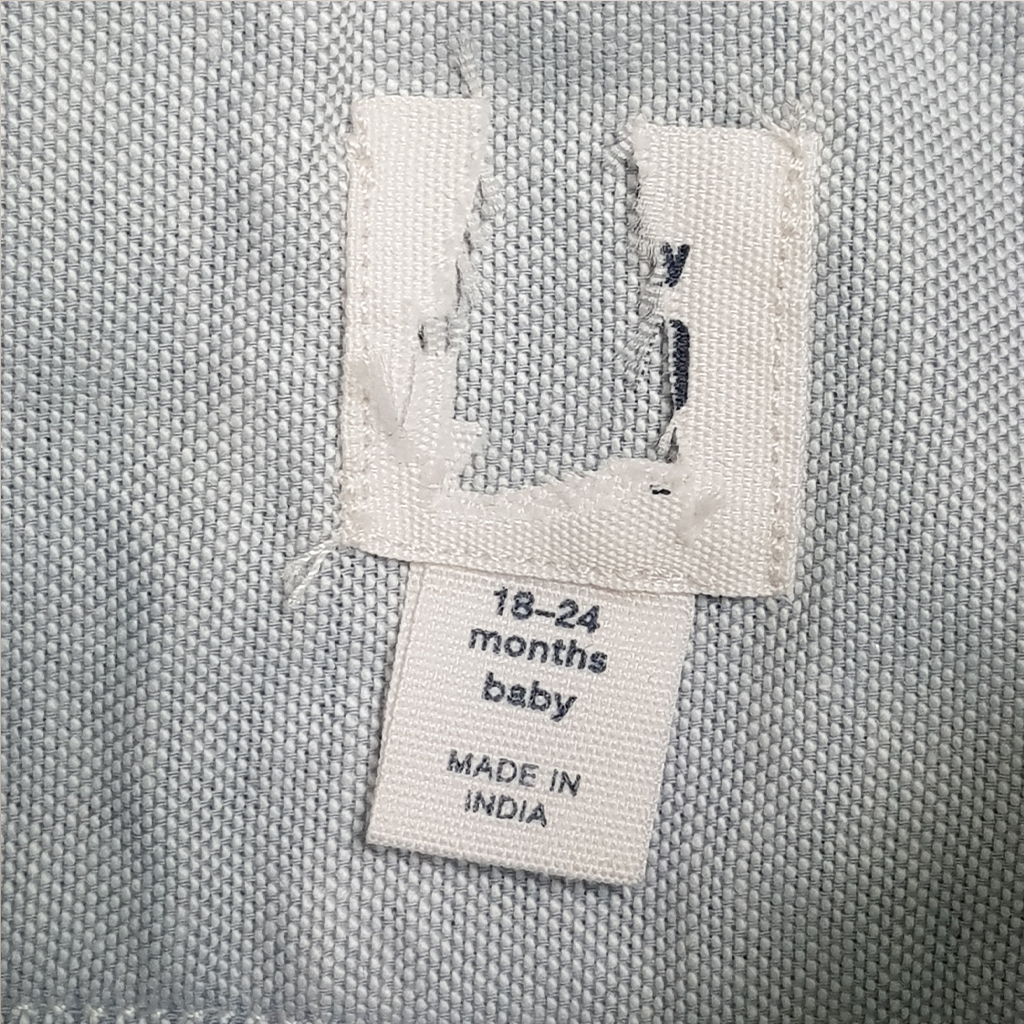 y
18–24
months
baby
MADE IN
INDIA